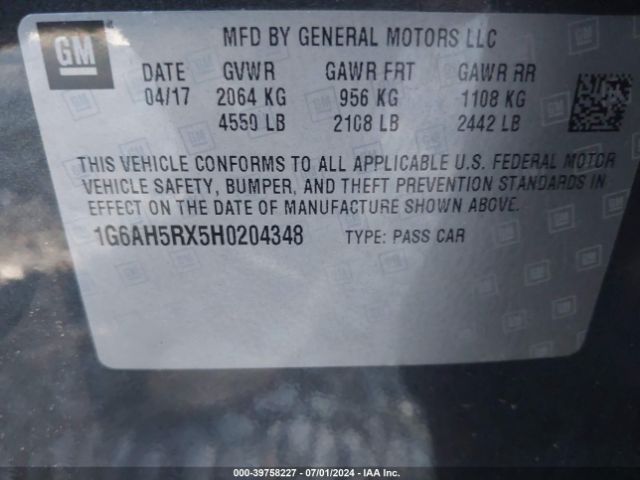 GM
MFD BY GENERAL MOTORS LLC
DATE GVWR GAWR FRT GAWR RR
04/17 2064 KG 956 KG 1108 KG
4550 LB 2108 LB 2442 LB
THIS VEHICLE CONFORMS TO ALL APPLICABLE U.S. FEDERAL MOTOR
VEHICLE SAFETY, BUMPER, AND THEFT PREVENTION STANDARDS IN
EFFECT ON THE DATE OF MANUFACTURE SHOWN ABOVE.
1G6AH5RX5H0204348 TYPE: PASS CAR
000-39758227 - 07/01/2024 - IAA Inc.